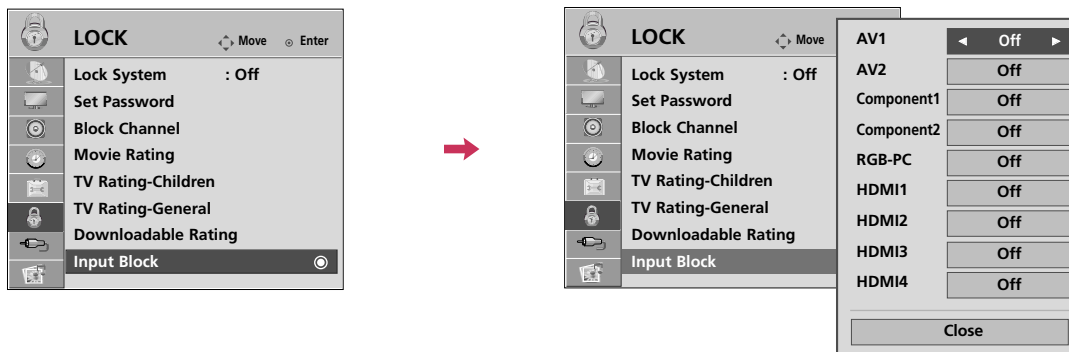 LOCK Move Enter
Lock System : Off
Set Password
Block Channel
Movie Rating
TV Rating-Children
TV Rating-General
Downloadable Rating
Input Block
LOCK Move
Lock System : Off
Set Password
Block Channel
Movie Rating
TV Rating-Children
TV Rating-General
Downloadable Rating
Input Block
AV1 ◄ Off ►
AV2 Off
Component1 Off
Component2 Off
RGB-PC Off
HDMI1 Off
HDMI2 Off
HDMI3 Off
HDMI4 Off
Close